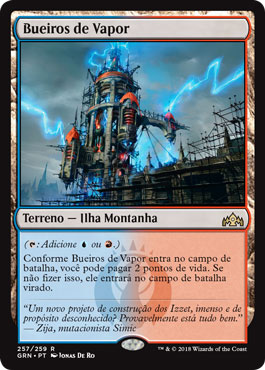 Bueiros de Vapor
Terreno — Ilha Montanha
( : Adicione ou .)
Conforme Bueiros de Vapor entra no campo de
batalha, você pode pagar 2 pontos de vida. Se
não fizer isso, ele entrará no campo de batalha
virado.
“Um novo projeto de construção dos Izzet, imenso e de
propósito desconhecido? Provavelmente está tudo bem.”
— Zija, mutacionista Simic
257/259 R
GRN • PT Jonas De Ro
™ & © 2018 Wizards of the Coast